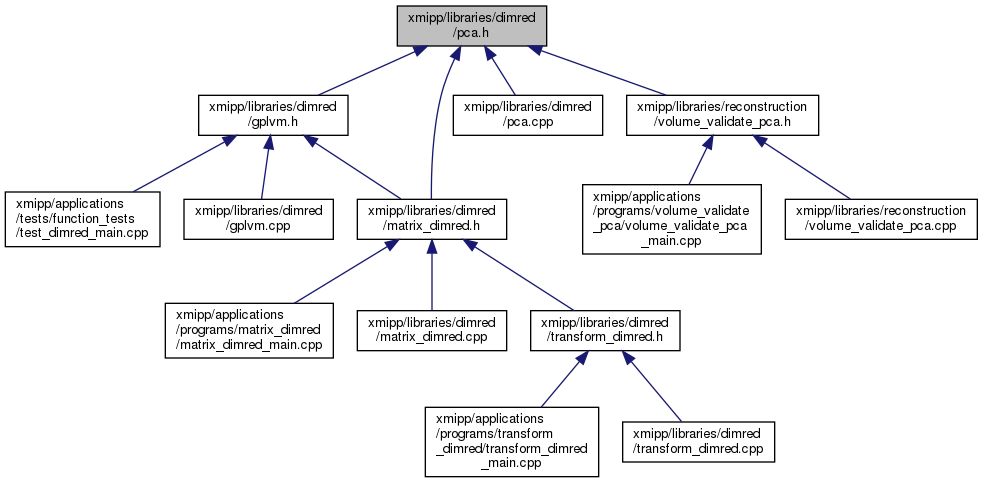 xmipp/libraries/dimred
/pca.h
xmipp/libraries/dimred
/gplvm.h
xmipp/libraries/dimred
/pca.cpp
xmipp/libraries/reconstruction
/volume_validate_pca.h
xmipp/applications
/tests/function_tests
/test_dimred_main.cpp
xmipp/libraries/dimred
/gplvm.cpp
xmipp/libraries/dimred
/matrix_dimred.h
xmipp/applications
/programs/volume_validate
_pca/volume_validate_pca
_main.cpp
xmipp/libraries/reconstruction
/volume_validate_pca.cpp
xmipp/applications
/programs/matrix_dimred
/matrix_dimred_main.cpp
xmipp/libraries/dimred
/matrix_dimred.cpp
xmipp/libraries/dimred
/transform_dimred.h
xmipp/applications
/programs/transform
_dimred/transform_dimred
_main.cpp
xmipp/libraries/dimred
/transform_dimred.cpp